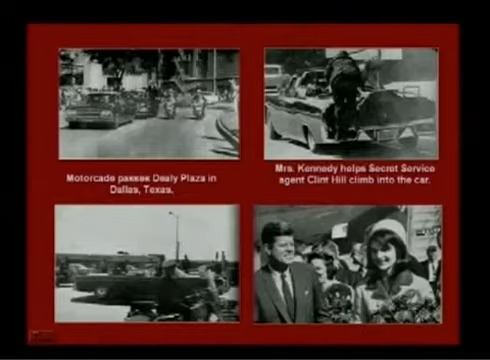 Motorcade passes Dealy Plaza in
Dallas, Texas.
Mrs. Kennedy helps Secret Service
agent Clint Hill climb into the car.